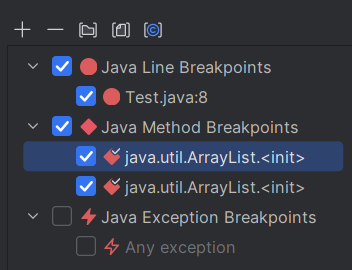 Java Line Breakpoints
Test.java:8
Java Method Breakpoints
java.util.ArrayList.<init>
java.util.ArrayList.<init>
Java Exception Breakpoints
Any exception